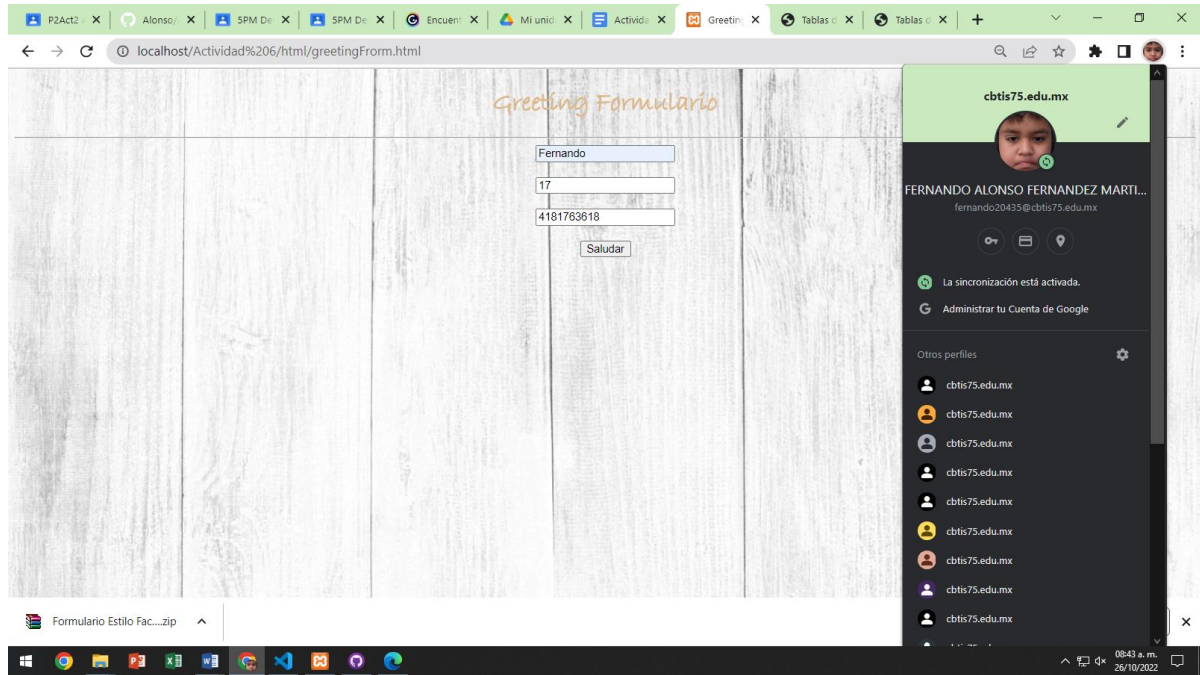 P2Act2 - A
Alonso/
5PM De
5PM De
Encuent
Mi unida
Activida
Greeting
Tablas d
Tablas d
localhost/Actividad%206/html/greetingFrorm.html
Greeting Formulario
Fernando
17
4181763618
Saludar
cbtis75.edu.mx
FERNANDO ALONSO FERNANDEZ MARTI...
fernando20435@cbtis75.edu.mx
La sincronización está activada.
Administrar tu Cuenta de Google
Otros perfiles
cbtis75.edu.mx
cbtis75.edu.mx
cbtis75.edu.mx
cbtis75.edu.mx
cbtis75.edu.mx
cbtis75.edu.mx
cbtis75.edu.mx
cbtis75.edu.mx
cbtis75.edu.mx
Formulario Estilo Fac....zip
08:43 a. m.
26/10/2022